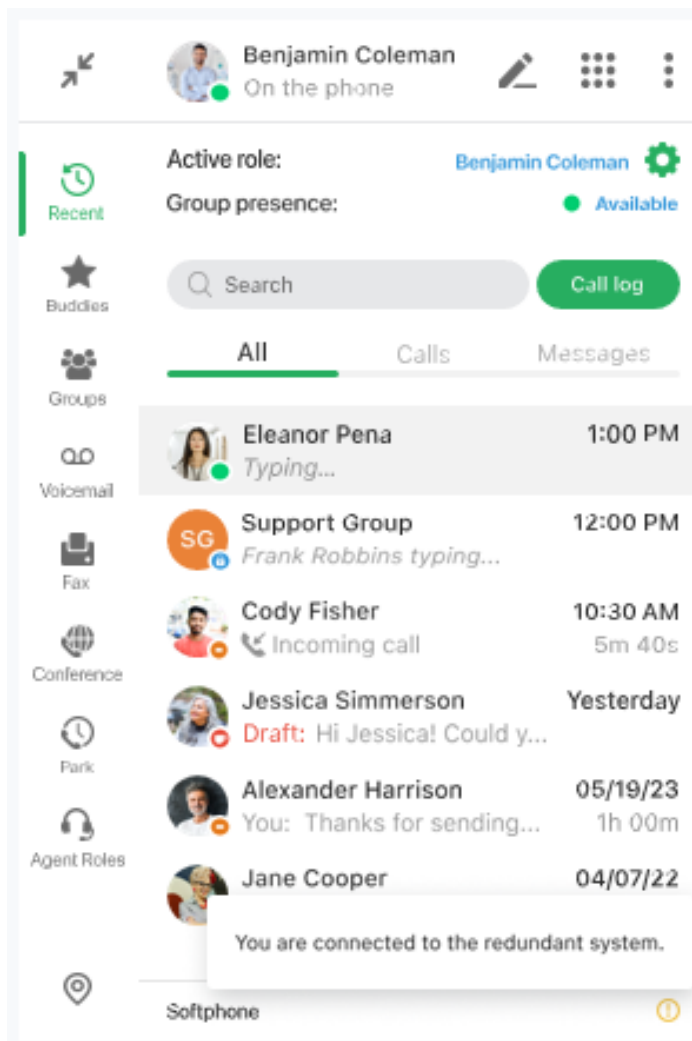 Benjamin Coleman
On the phone
Active role: Benjamin Coleman
Group presence: Available
Recent
Buddies
Groups
Voicemail
Fax
Conference
Park
Agent Roles
Search Call log
All Calls Messages
Eleanor Pena 1:00 PM
Typing...
SG
Support Group 12:00 PM
Frank Robbins typing...
Cody Fisher 10:30 AM
Incoming call 5m 40s
Jessica Simmerson Yesterday
Draft: Hi Jessica! Could y...
Alexander Harrison 05/19/23
You: Thanks for sending... 1h 00m
Jane Cooper 04/07/22
You are connected to the redundant system.
Softphone